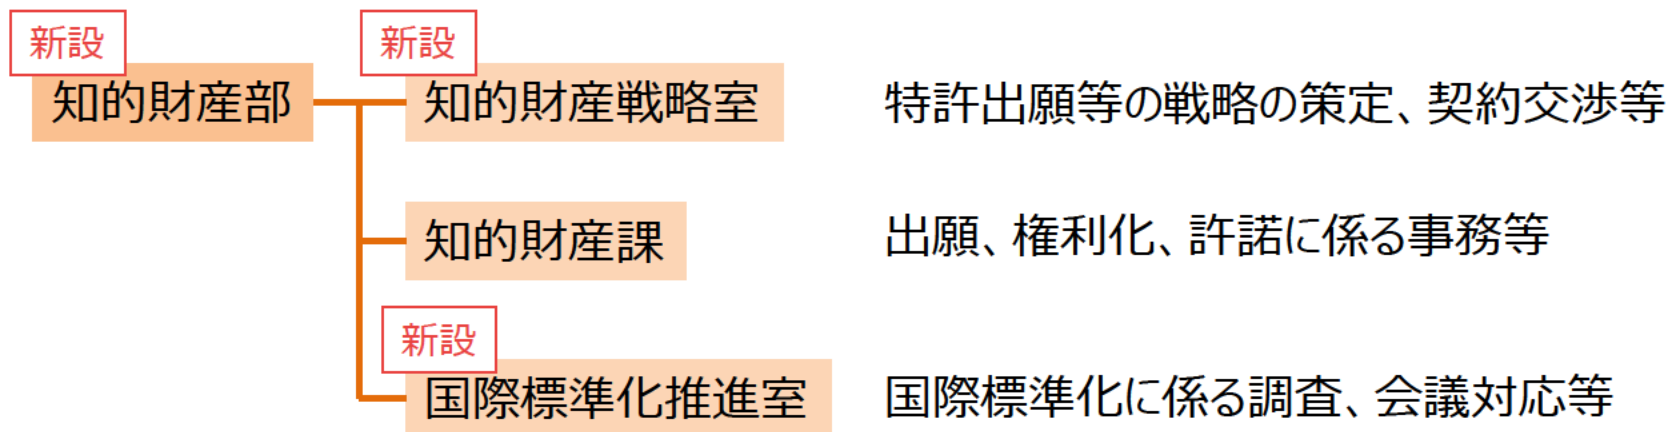 新設
知的財産部
新設
知的財産戦略室
特許出願等の戦略の策定、契約交渉等
知的財産課
出願、権利化、許諾に係る事務等
新設
国際標準化推進室
国際標準化に係る調査、会議対応等